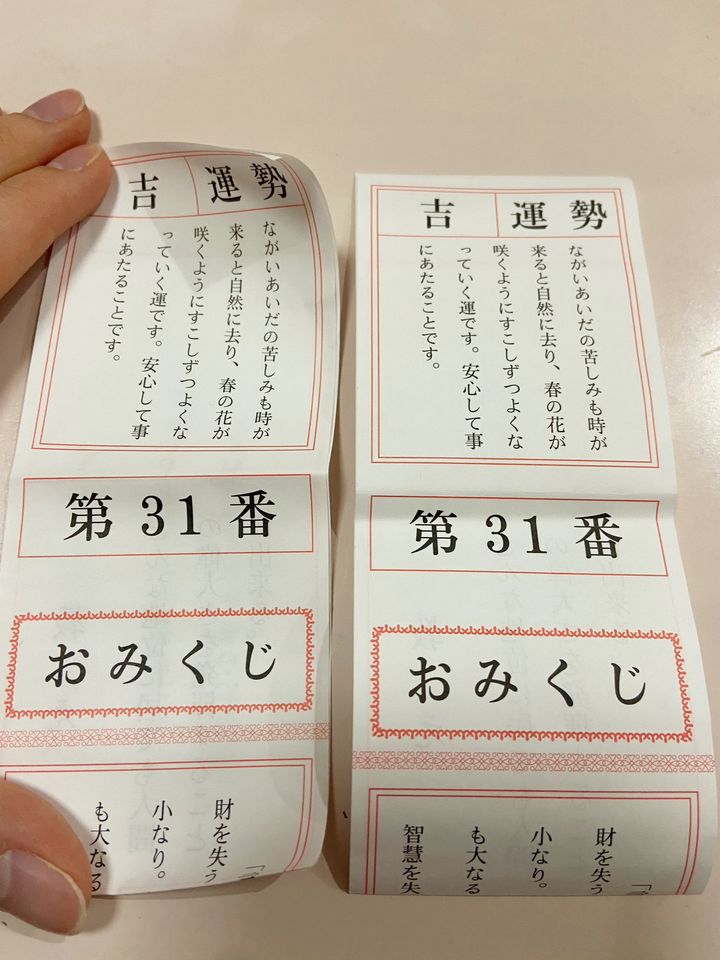 運勢
吉
ながいあいだの苦しみも時が
来ると自然に去り、春の花が
咲くようにすこしずつよくな
っていく運です。安心して事
にあたることです。
第31番
おみくじ
財を失う
小なり。
も大なる
運勢
吉
ながいあいだの苦しみも時が
来ると自然に去り、春の花が
咲くようにすこしずつよくな
っていく運です。安心して事
にあたることです。
第31番
おみくじ
財を失う
小なり。
も大なる
智慧を失